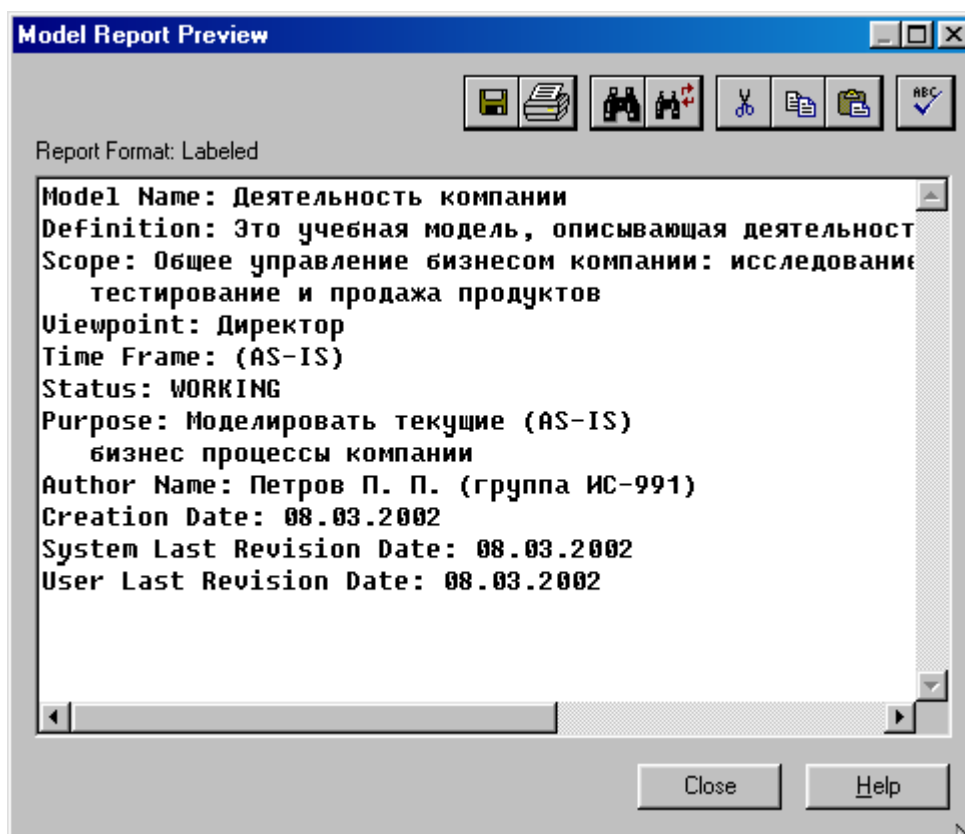 Model Report Preview
ABC
Report Format: Labeled
Model Name: Деятельность компании
Definition: Это учебная модель, описывающая деятельност
Scope: Общее управление бизнесом компании: исследование
тестирование и продажа продуктов
Viewpoint: Директор
Time Frame: (AS-IS)
Status: WORKING
Purpose: Моделировать текущие (AS-IS)
бизнес процессы компании
Author Name: Петров П. П. (группа ИС-991)
Creation Date: 08.03.2002
System Last Revision Date: 08.03.2002
User Last Revision Date: 08.03.2002
Close Help